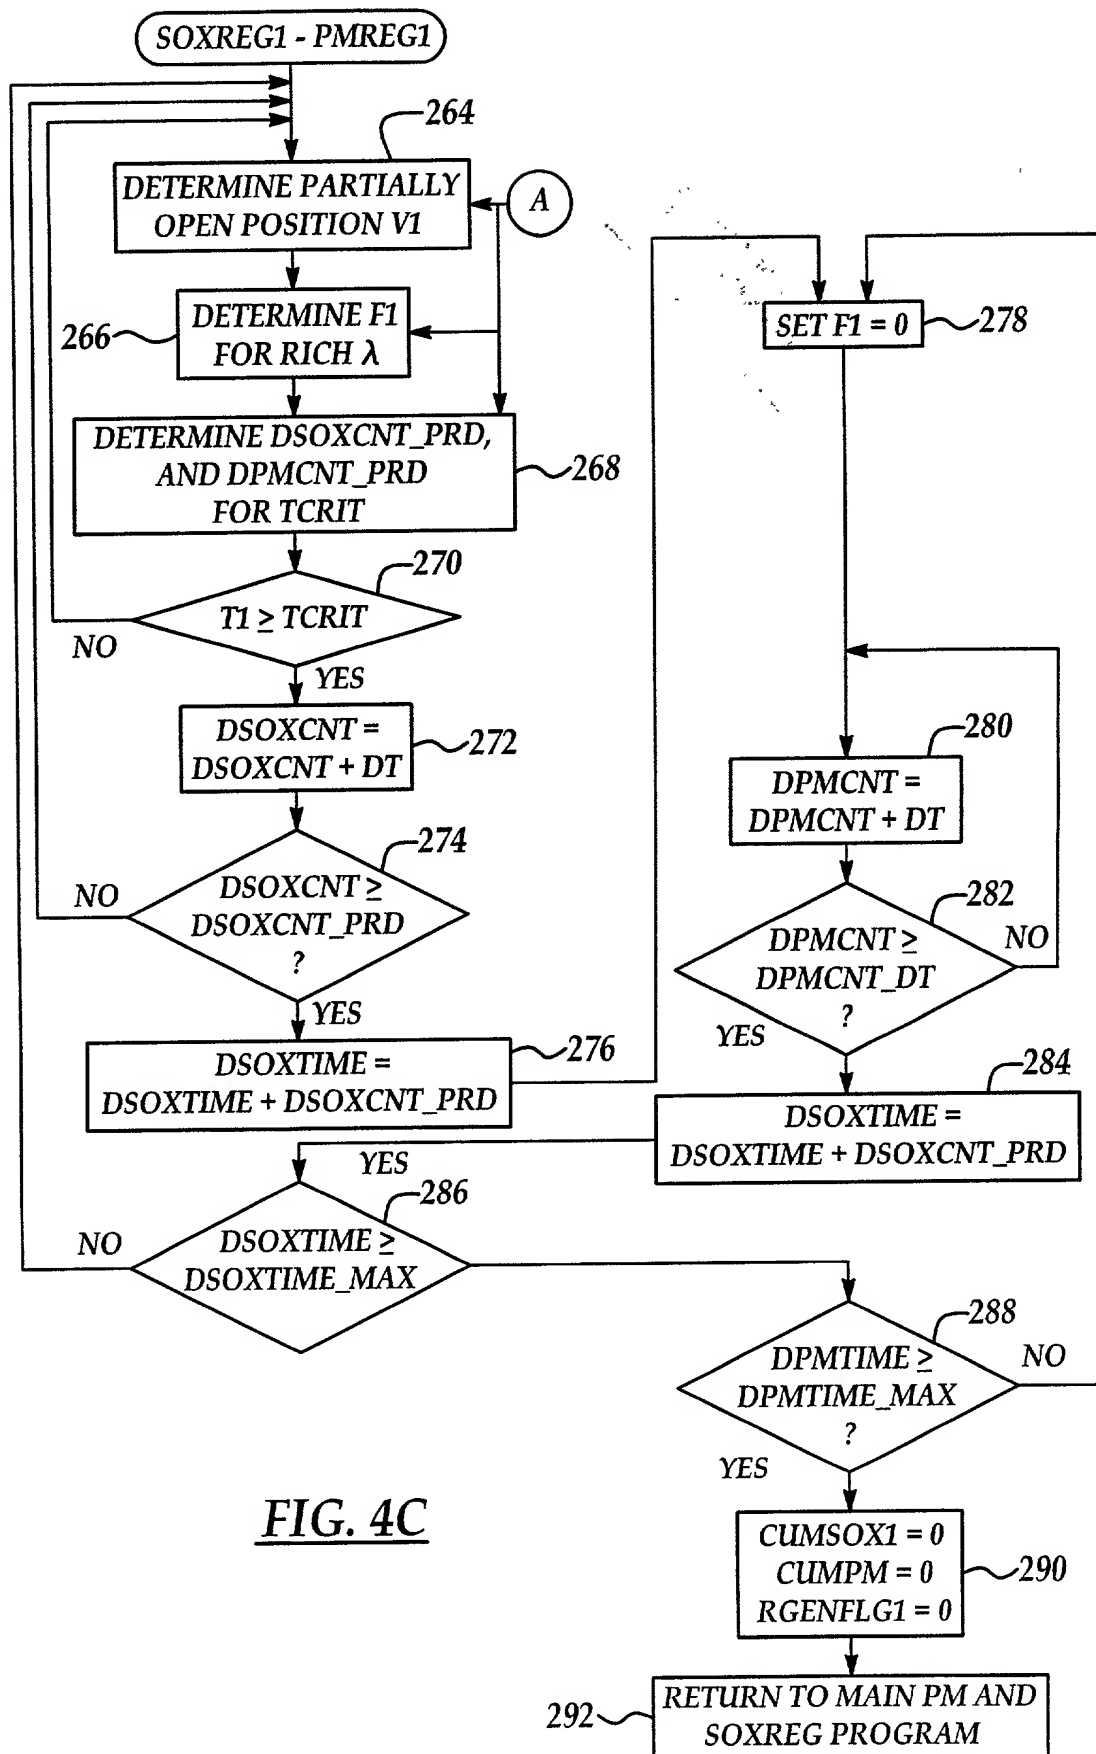 SOXREG1 - PMREG1
264
DETERMINE PARTIALLY
OPEN POSITION V1
A
266
DETERMINE F1
FOR RICH λ
DETERMINE DSOXCNT_PRD,
AND DPMCNT_PRD
FOR TCRIT
268
270
T1 ≥ TCRIT
NO
YES
DSOXCNT =
DSOXCNT + DT
272
274
DSOXCNT ≥
DSOXCNT_PRD
?
NO
YES
276
DSOXTIME =
DSOXTIME + DSOXCNT_PRD
SET F1 = 0
278
280
DPMCNT =
DPMCNT + DT
282
DPMCNT ≥
DPMCNT_DT
?
NO
YES
284
DSOXTIME =
DSOXTIME + DSOXCNT_PRD
YES
286
DSOXTIME ≥
DSOXTIME_MAX
NO
288
DPMTIME ≥
DPMTIME_MAX
?
NO
YES
CUMSOX1 = 0
CUMPM = 0
RGENFLG1 = 0
290
292
RETURN TO MAIN PM AND
SOXREG PROGRAM
FIG. 4C